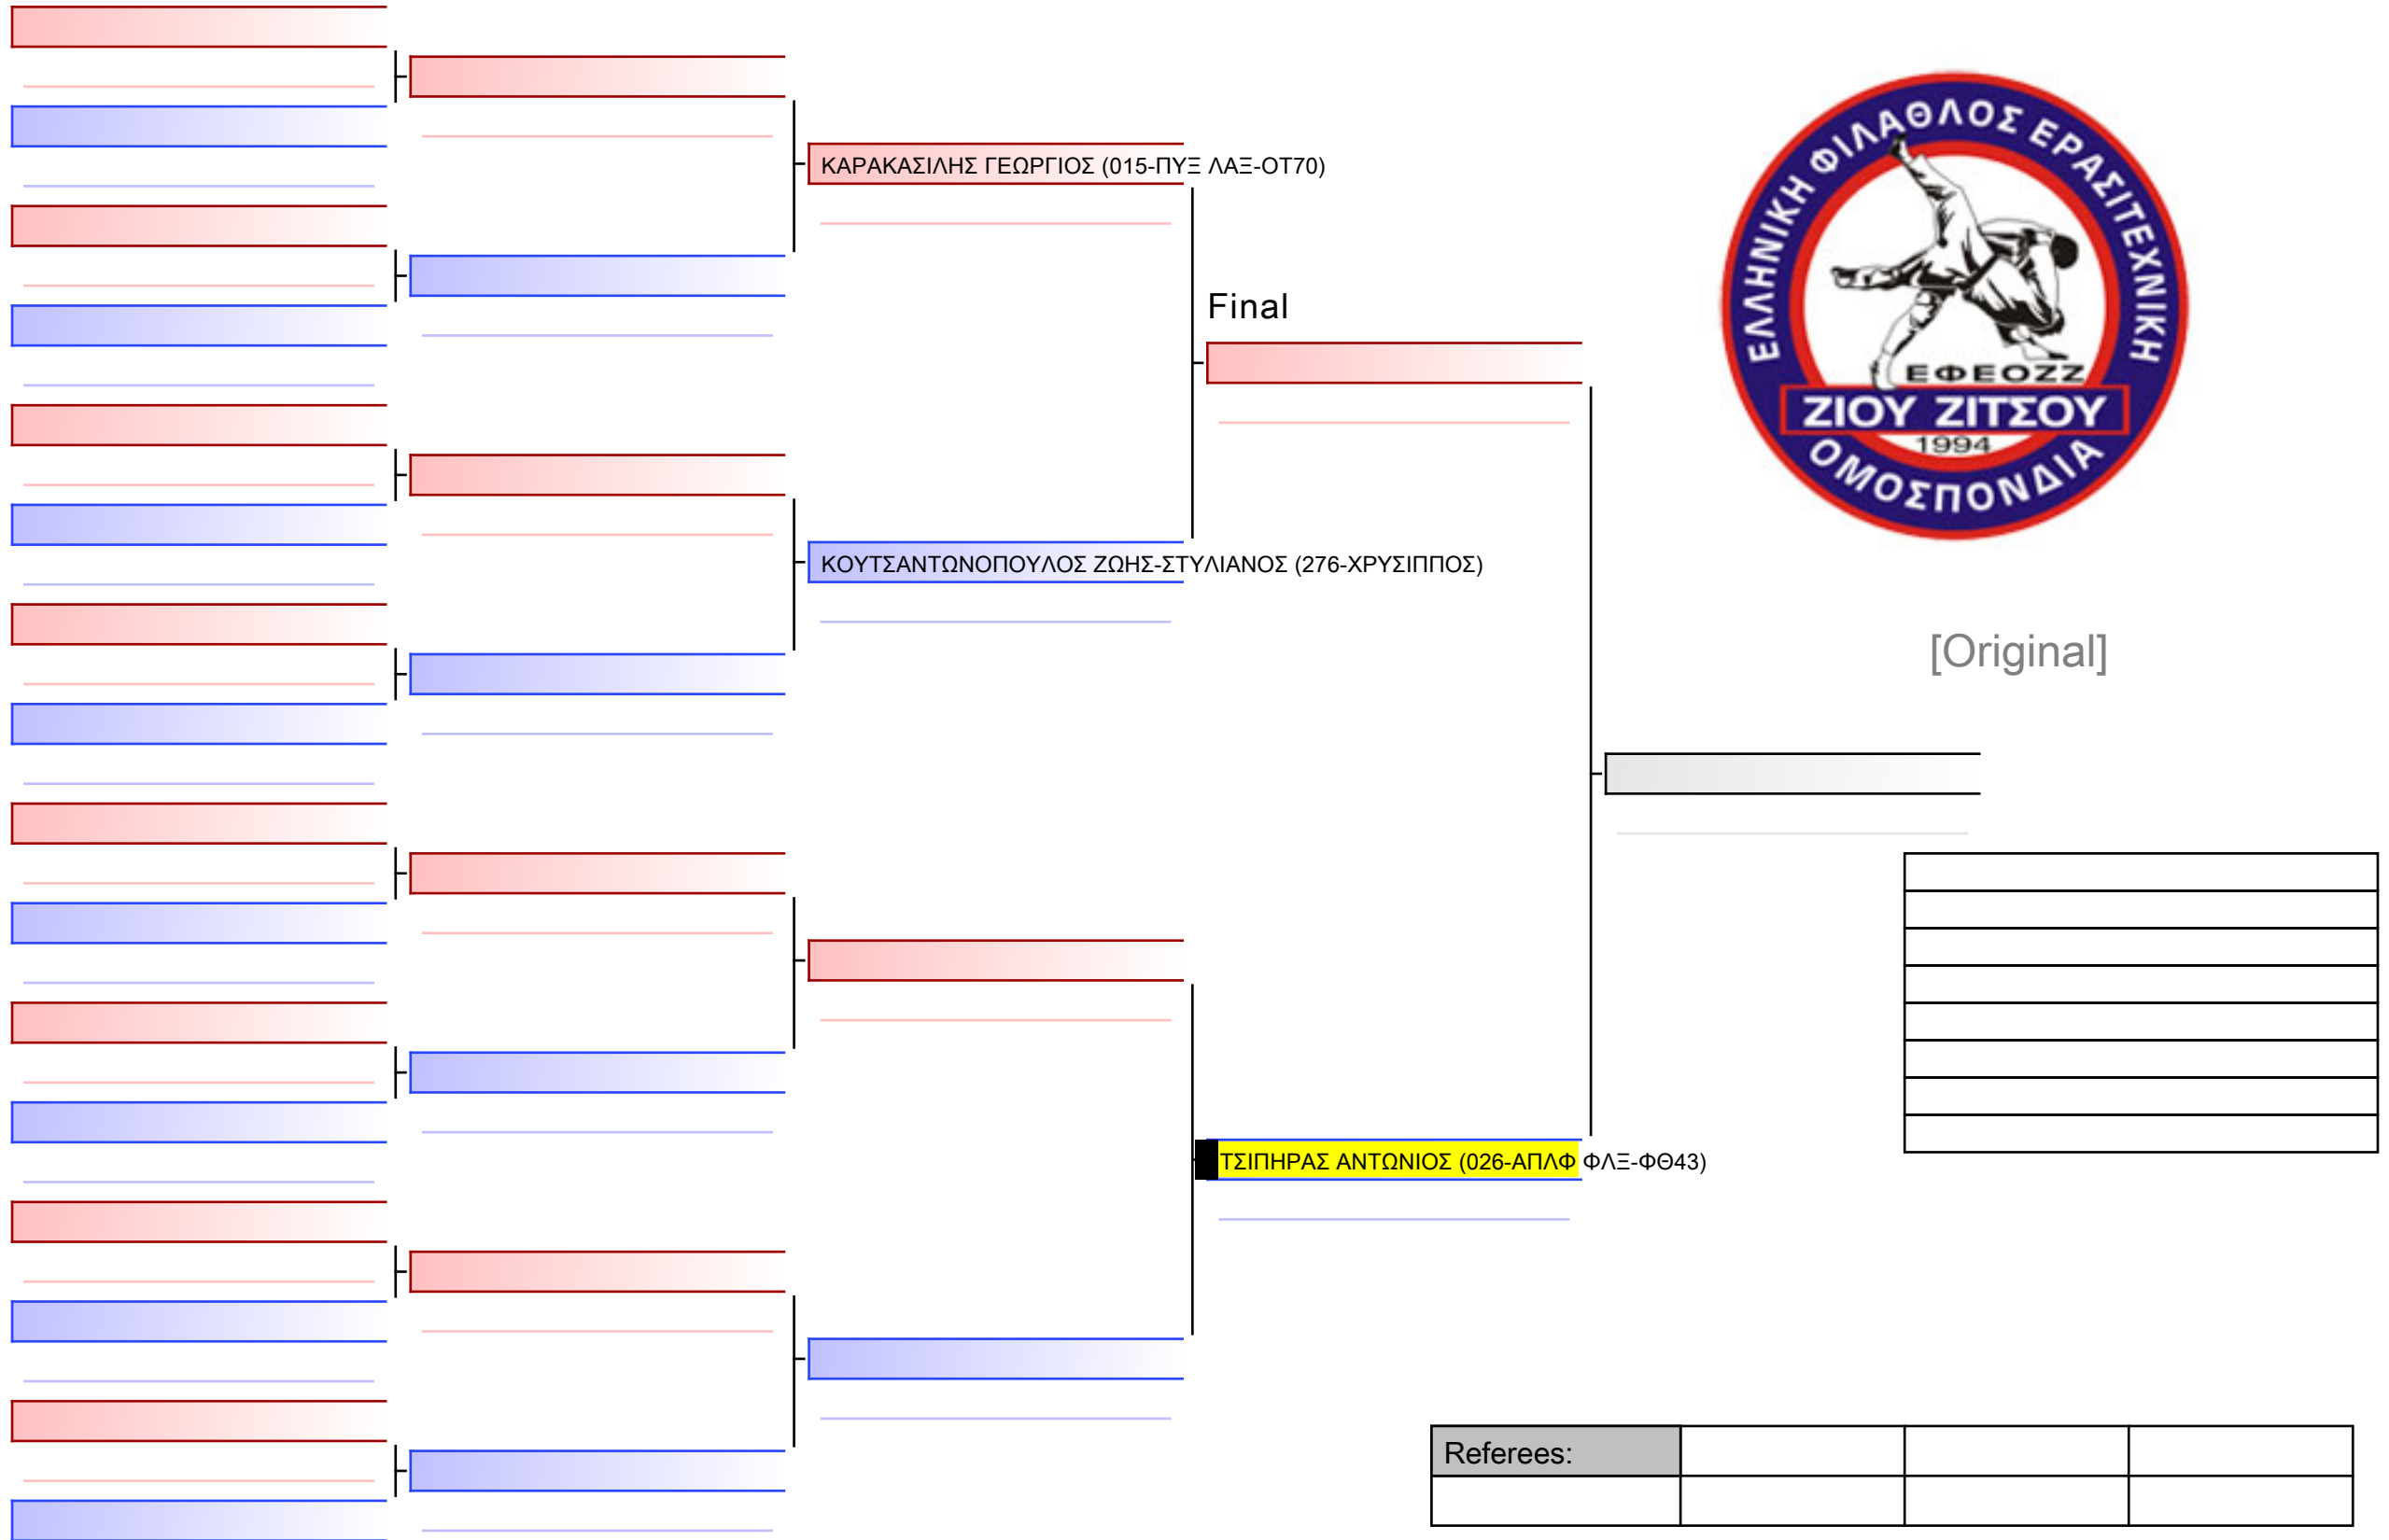 ΚΑΡΑΚΑΣΙΛΗΣ ΓΕΩΡΓΙΟΣ (015-ΠΥΞ ΛΑΞ-ΟΤ70)
Final
ΚΟΥΤΣΑΝΤΩΝΟΠΟΥΛΟΣ ΖΩΗΣ-ΣΤΥΛΙΑΝΟΣ (276-ΧΡΥΣΙΠΠΟΣ)
ΕΛΛΗΝΙΚΗ ΦΙΛΑΘΛΟΣ ΕΡΑΣΙΤΕΧΝΙΚΗ
ΕΦΕΟΖΖ
ΖΙΟΥ ΖΙΤΣΟΥ
1994
ΟΜΟΣΠΟΝΔΙΑ
[Original]
ΤΣΙΠΗΡΑΣ ΑΝΤΩΝΙΟΣ (026-ΑΠΛΦ ΦΛΞ-ΦΘ43)
Referees: